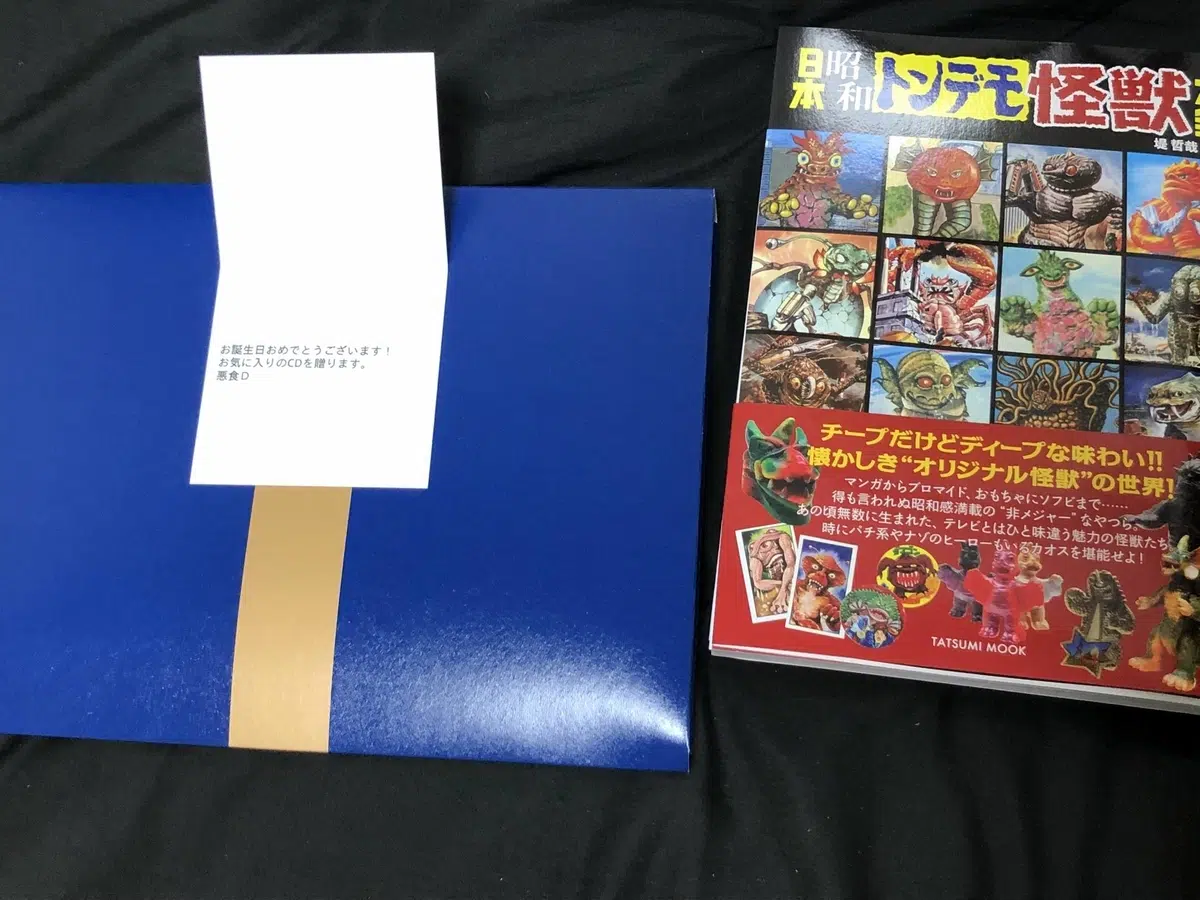 お誕生日おめでとうございます!
お気に入りのCDを贈ります。
悪食D
日本昭和トンデモ怪獣
堤 哲哉
チープだけどディープな味わい!!
懐かしき“オリジナル怪獣”の世界!
マンガからブロマイド、おもちゃにソフビまで……
得も言われぬ昭和感満載の“非メジャー”なやつら。
あの頃無数に生まれた、テレビとはひと味違う魅力の怪獣たち
時にパチ系やナゾのヒーローもいるカオスを堪能せよ!
TATSUMI MOOK